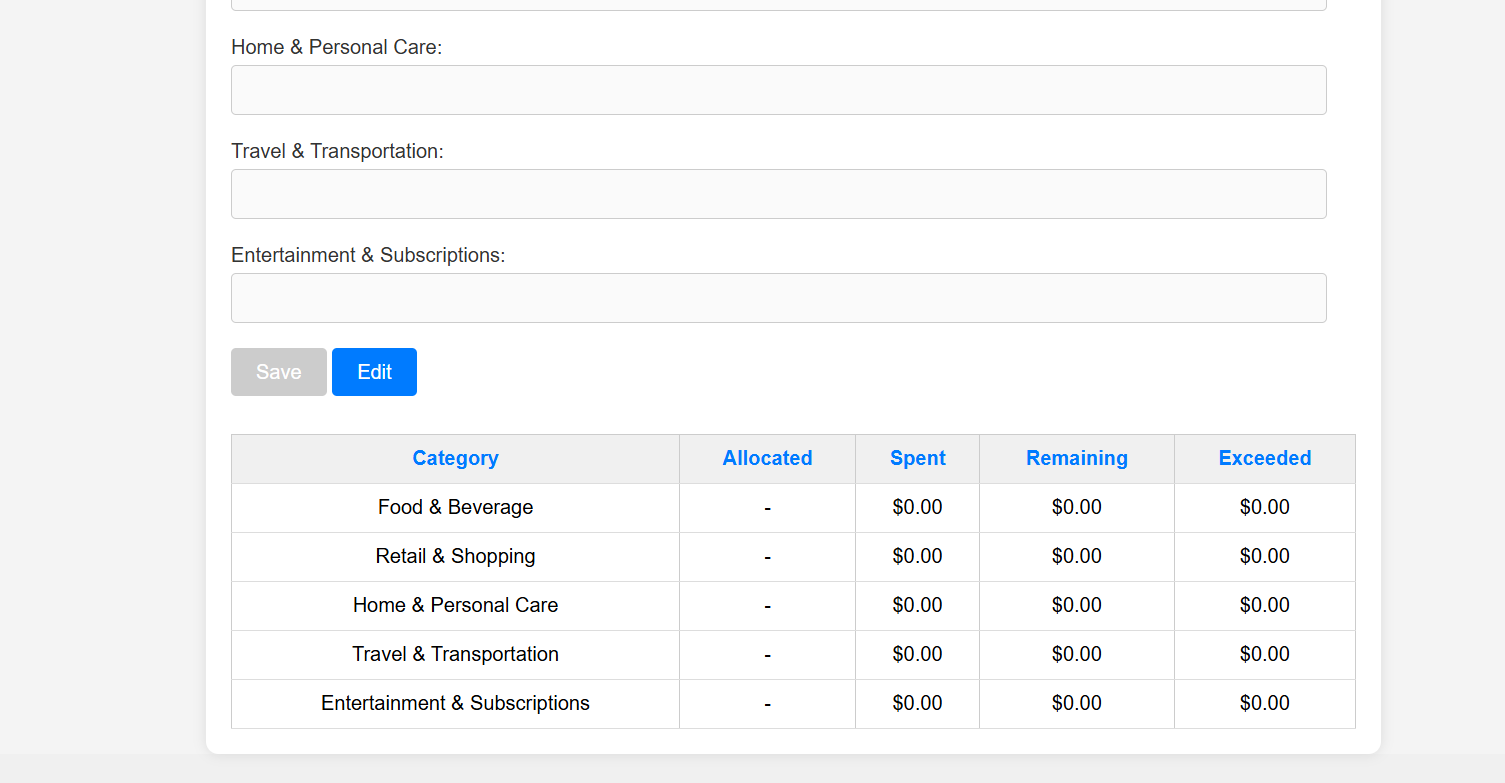 Home & Personal Care:
Travel & Transportation:
Entertainment & Subscriptions:
Save Edit
Category Allocated Spent Remaining Exceeded
Food & Beverage - $0.00 $0.00 $0.00
Retail & Shopping - $0.00 $0.00 $0.00
Home & Personal Care - $0.00 $0.00 $0.00
Travel & Transportation - $0.00 $0.00 $0.00
Entertainment & Subscriptions - $0.00 $0.00 $0.00